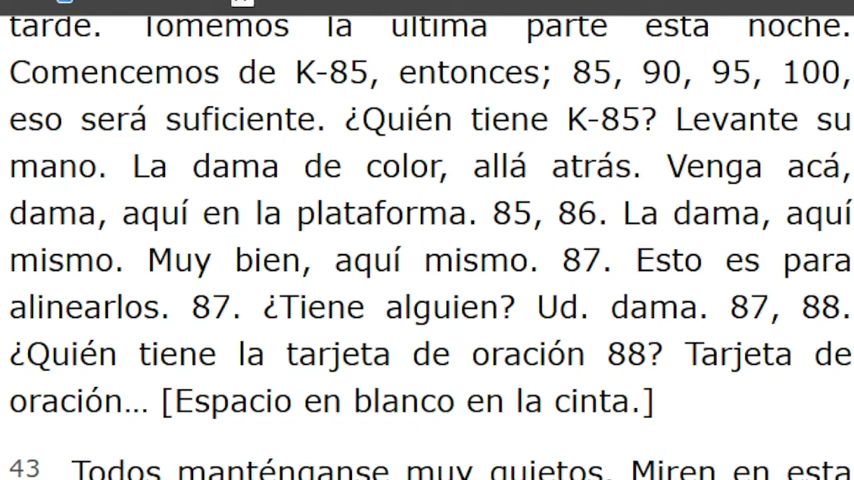 tarde. Tomemos la última parte esta noche.
Comencemos de K-85, entonces; 85, 90, 95, 100,
eso será suficiente. ¿Quién tiene K-85? Levante su
mano. La dama de color, allá atrás. Venga acá,
dama, aquí en la plataforma. 85, 86. La dama, aquí
mismo. Muy bien, aquí mismo. 87. Esto es para
alinearlos. 87. ¿Tiene alguien? Ud. dama. 87, 88.
¿Quién tiene la tarjeta de oración 88? Tarjeta de
oración… [Espacio en blanco en la cinta.]
43 Todos manténganse muy quietos. Miren en esta